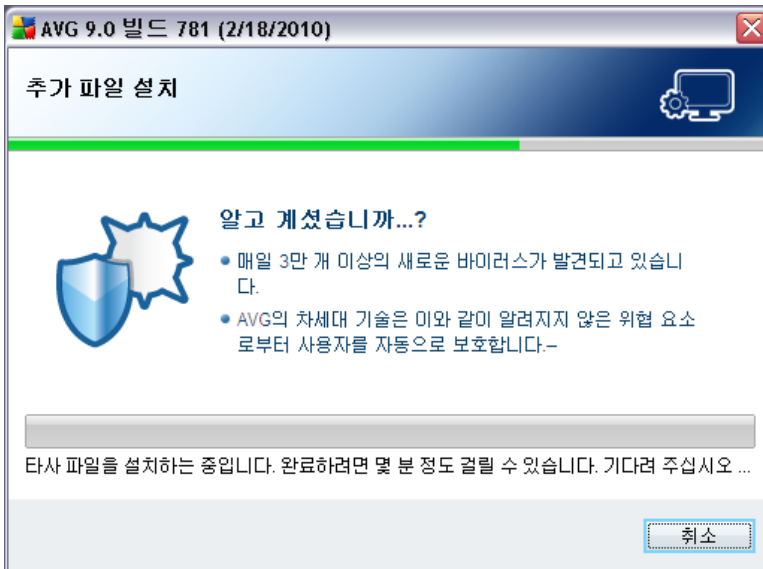 AVG 9.0 빌드 781 (2/18/2010)
추가 파일 설치
알고 계셨습니까...?
매일 3만 개 이상의 새로운 바이러스가 발견되고 있습니
다.
AVG의 차세대 기술은 이와 같이 알려지지 않은 위협 요소
로부터 사용자를 자동으로 보호합니다.–
타사 파일을 설치하는 중입니다. 완료하려면 몇 분 정도 걸릴 수 있습니다. 기다려 주십시오 ...
취소